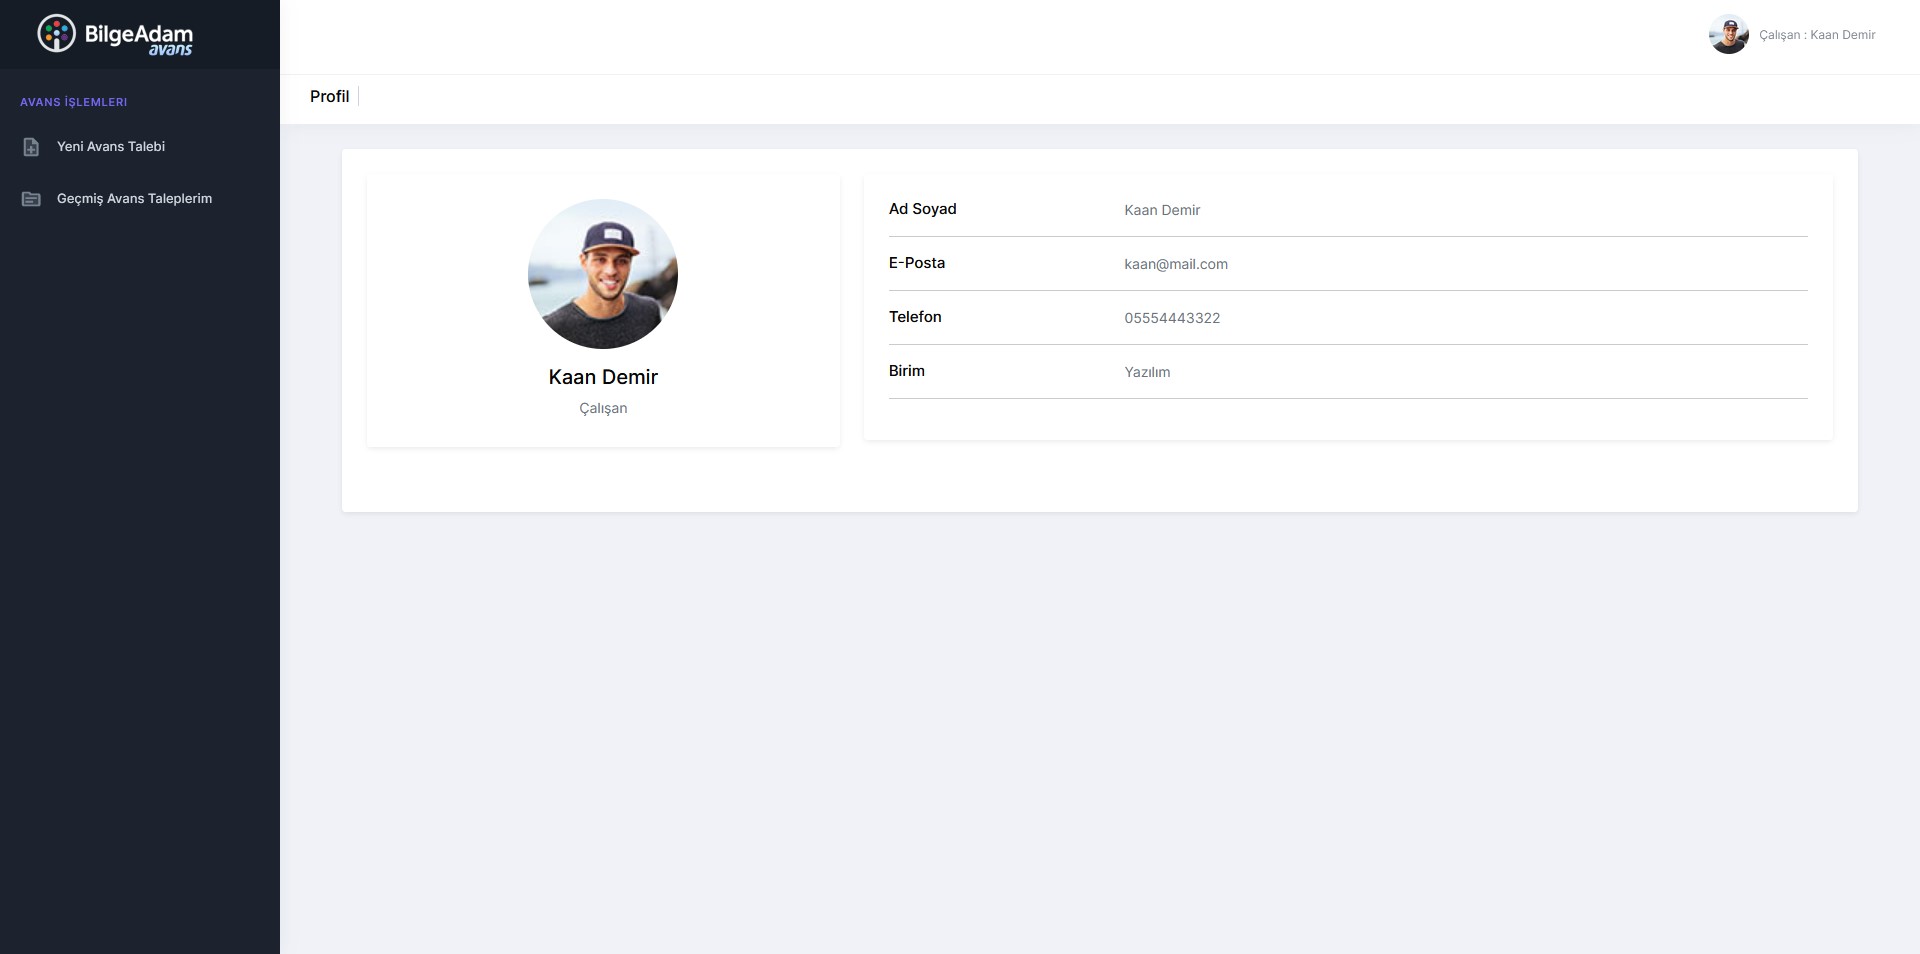 BilgeAdam
avans
Çalışan : Kaan Demir
Profil
AVANS İŞLEMLERI
Yeni Avans Talebi
Geçmiş Avans Taleplerim
Kaan Demir
Çalışan
Ad Soyad Kaan Demir
E-Posta kaan@mail.com
Telefon 05554443322
Birim Yazılım